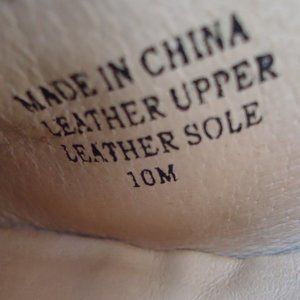 MADE IN CHINA
LEATHER UPPER
LEATHER SOLE
10M